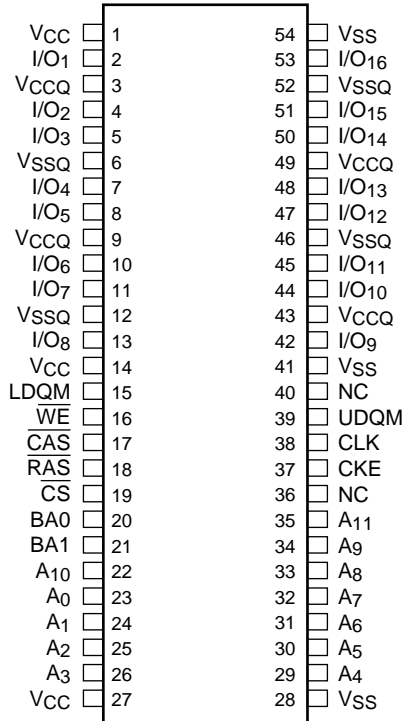 VCC 1 54 VSS
I/O1 2 53 I/O16
VCCQ 3 52 VSSQ
I/O2 4 51 I/O15
I/O3 5 50 I/O14
VSSQ 6 49 VCCQ
I/O4 7 48 I/O13
I/O5 8 47 I/O12
VCCQ 9 46 VSSQ
I/O6 10 45 I/O11
I/O7 11 44 I/O10
VSSQ 12 43 VCCQ
I/O8 13 42 I/O9
VCC 14 41 VSS
LDQM 15 40 NC
W̅E̅ 16 39 UDQM
C̅A̅S̅ 17 38 CLK
R̅A̅S̅ 18 37 CKE
C̅S̅ 19 36 NC
BA0 20 35 A11
BA1 21 34 A9
A10 22 33 A8
A0 23 32 A7
A1 24 31 A6
A2 25 30 A5
A3 26 29 A4
VCC 27 28 VSS